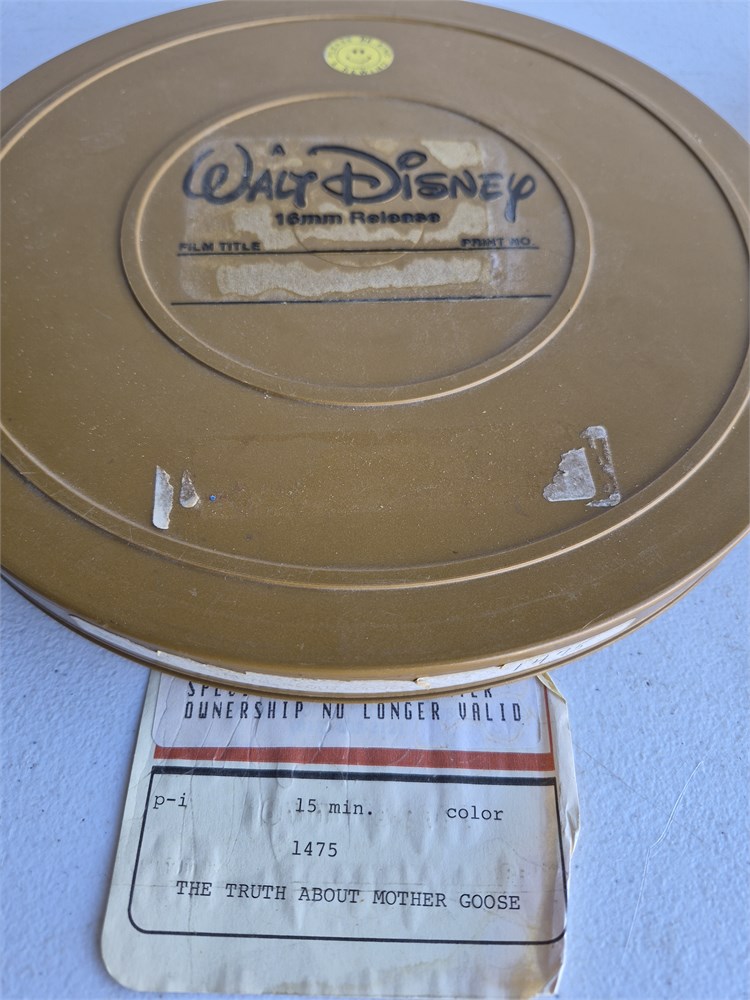 A
WALT DISNEY
16mm Release
FILM TITLE PRINT NO
OWNERSHIP NO LONGER VALID
p-i 15 min. color
1475
THE TRUTH ABOUT MOTHER GOOSE